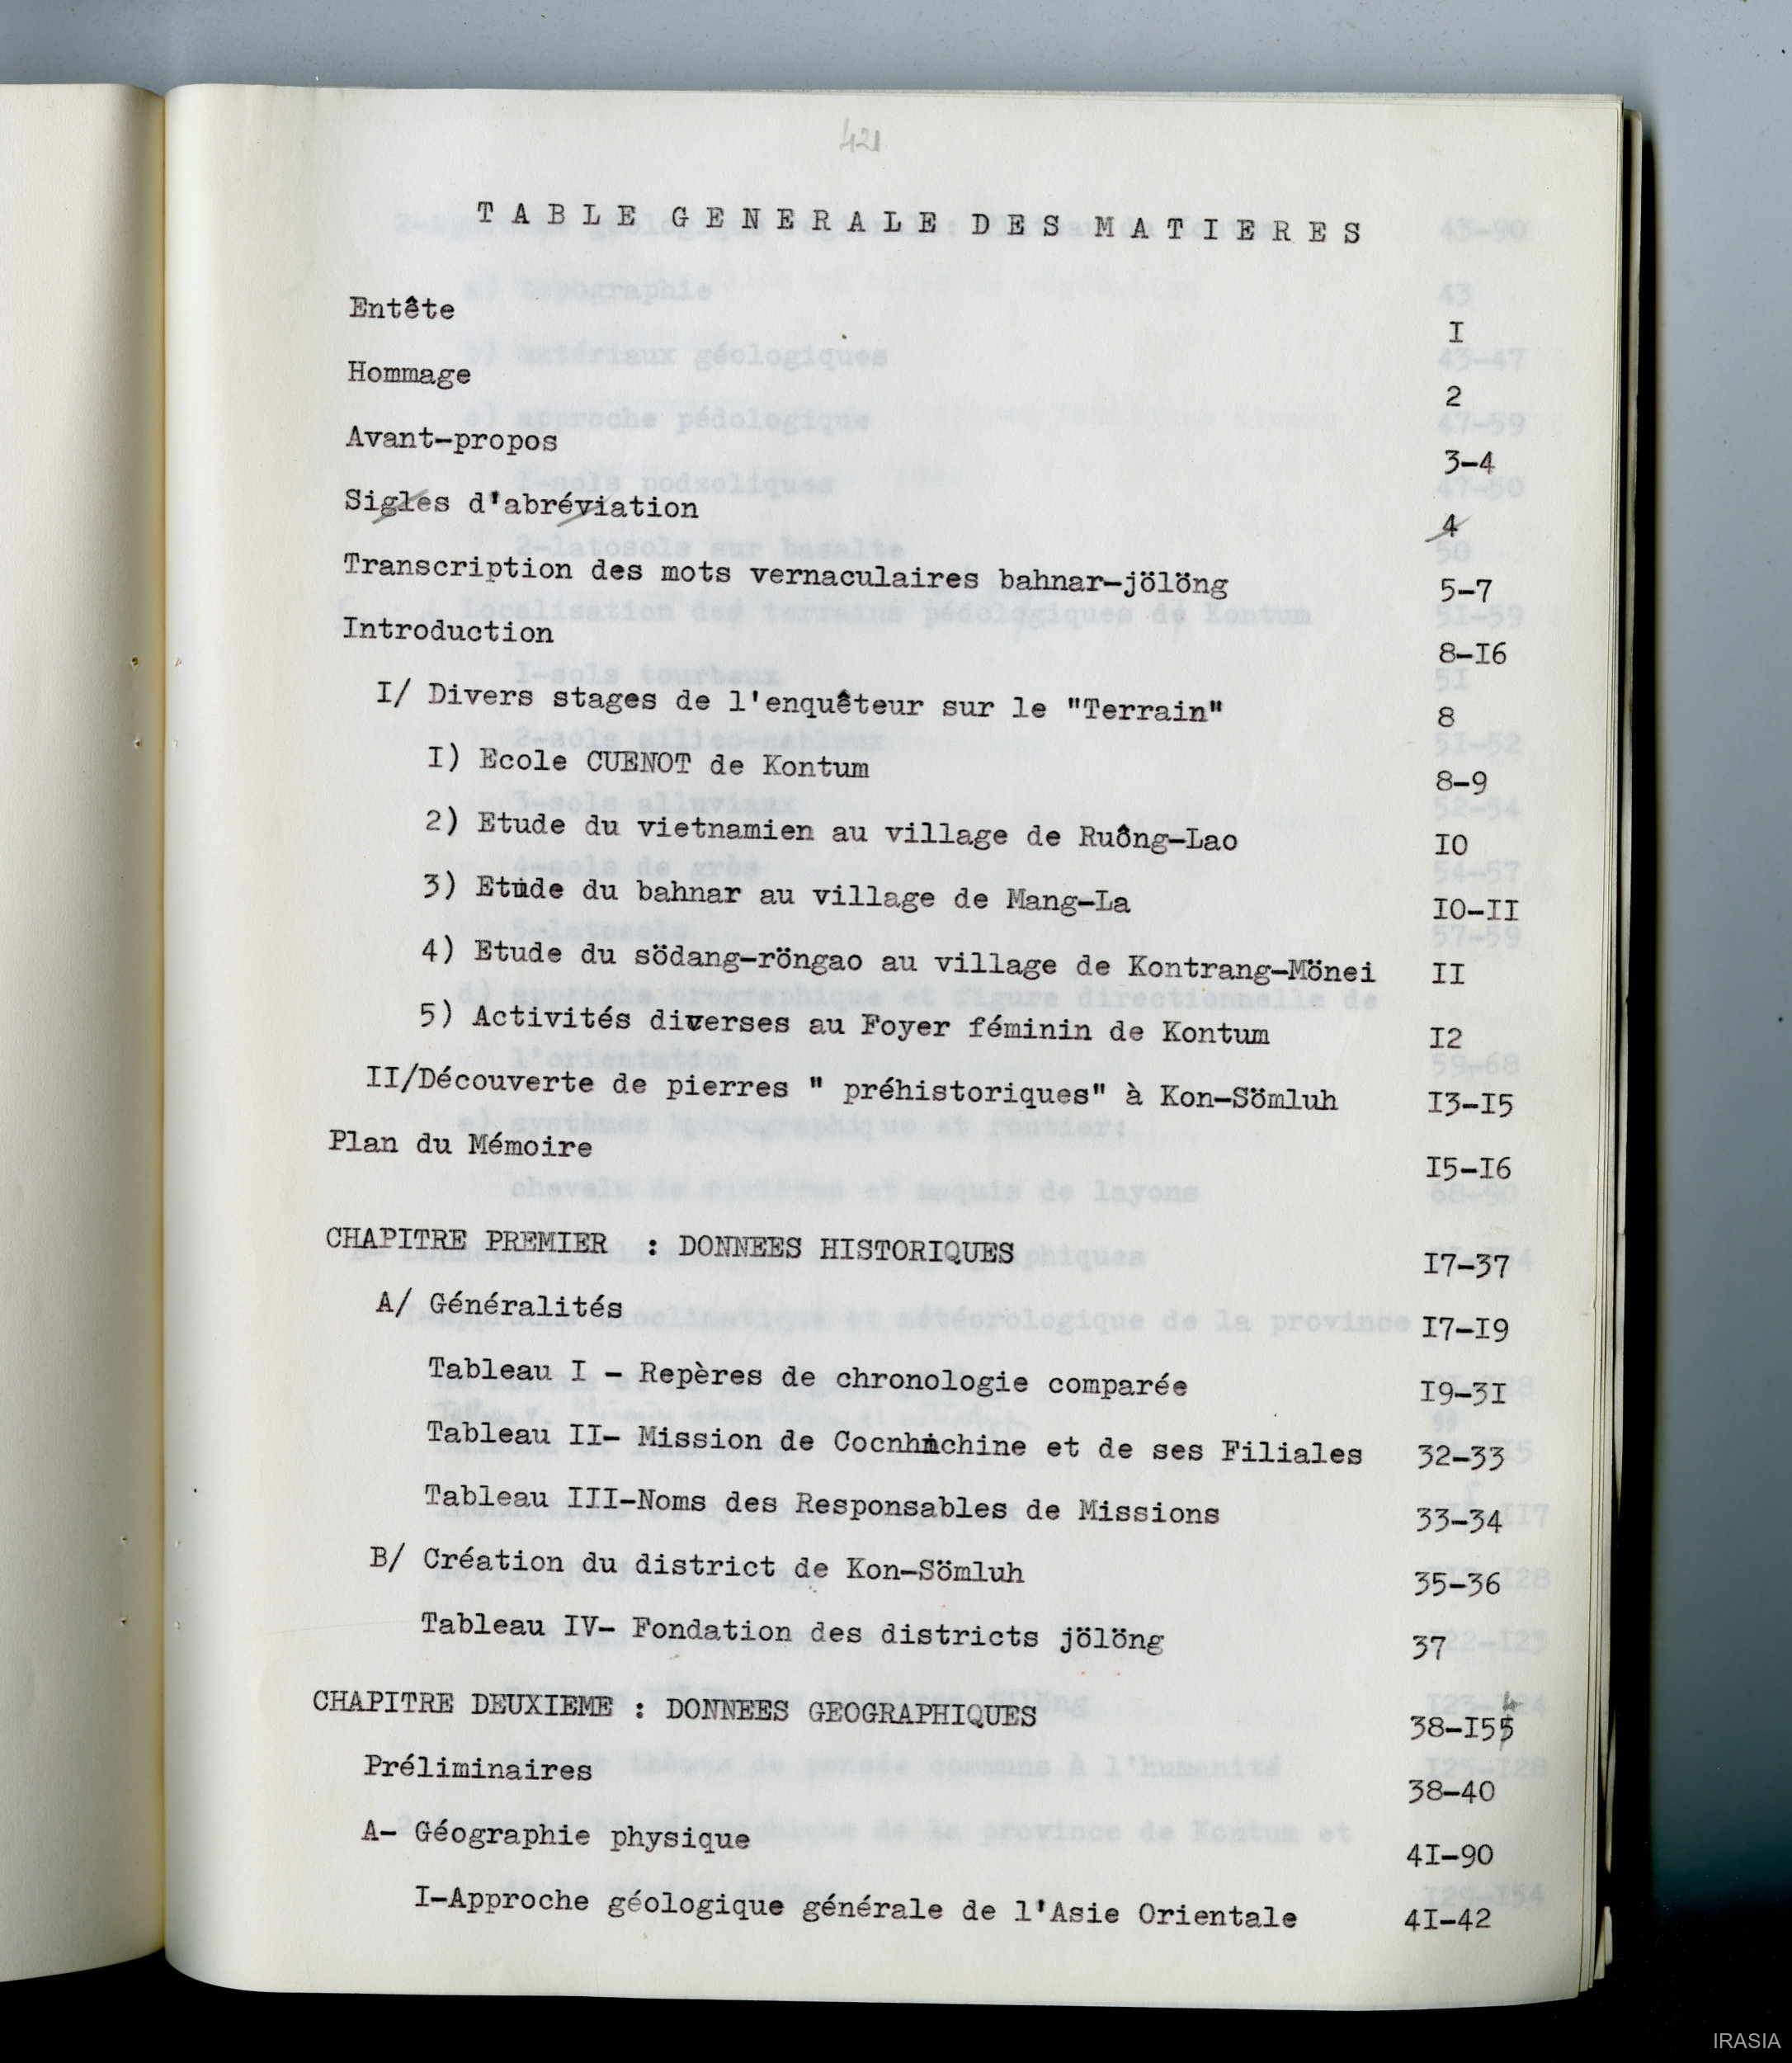 421
TABLE GENERALE DES MATIERES
Entête I
Hommage 2
Avant-propos 3-4
Sigles d'abréviation 4
Transcription des mots vernaculaires bahnar-jölöng 5-7
Introduction 8-I6
I/ Divers stages de l'enquêteur sur le "Terrain" 8
I) Ecole CUENOT de Kontum 8-9
2) Etude du vietnamien au village de Ruông-Lao IO
3) Etude du bahnar au village de Mang-La IO-II
4) Etude du södang-röngao au village de Kontrang-Mönei II
5) Activités diverses au Foyer féminin de Kontum I2
II/Découverte de pierres " préhistoriques" à Kon-Sömluh I3-I5
Plan du Mémoire I5-I6
CHAPITRE PREMIER : DONNEES HISTORIQUES I7-37
A/ Généralités I7-I9
Tableau I - Repères de chronologie comparée I9-3I
Tableau II- Mission de Cocnhichine et de ses Filiales 32-33
Tableau III-Noms des Responsables de Missions 33-34
B/ Création du district de Kon-Sömluh 35-36
Tableau IV- Fondation des districts jölöng 37
CHAPITRE DEUXIEME : DONNEES GEOGRAPHIQUES 38-I55 4
Préliminaires 38-40
A- Géographie physique 4I-90
I-Approche géologique générale de l'Asie Orientale 4I-42
IRASIA